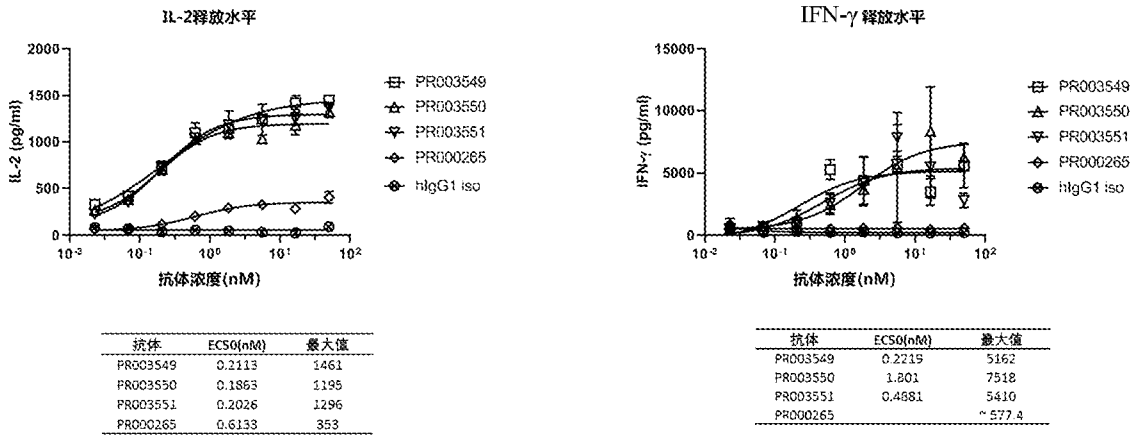 IL-2释放水平
2000
1500
1000
500
0
IL-2 (pg/ml)
10-2 10-1 100 101 102
抗体浓度(nM)
PR003549
PR003550
PR003551
PR000265
hIgG1 iso
抗体 EC50(nM) 最大值
PR003549 0.2113 1461
PR003550 0.1863 1195
PR003551 0.2026 1296
PR000265 0.6133 353
IFN-γ 释放水平
15000
10000
5000
0
IFN-γ (pg/ml)
10-2 10-1 100 101 102
抗体浓度(nM)
PR003549
PR003550
PR003551
PR000265
hIgG1 iso
抗体 EC50(nM) 最大值
PR003549 0.2219 5162
PR003550 1.801 7518
PR003551 0.4881 5410
PR000265 ~ 577.4